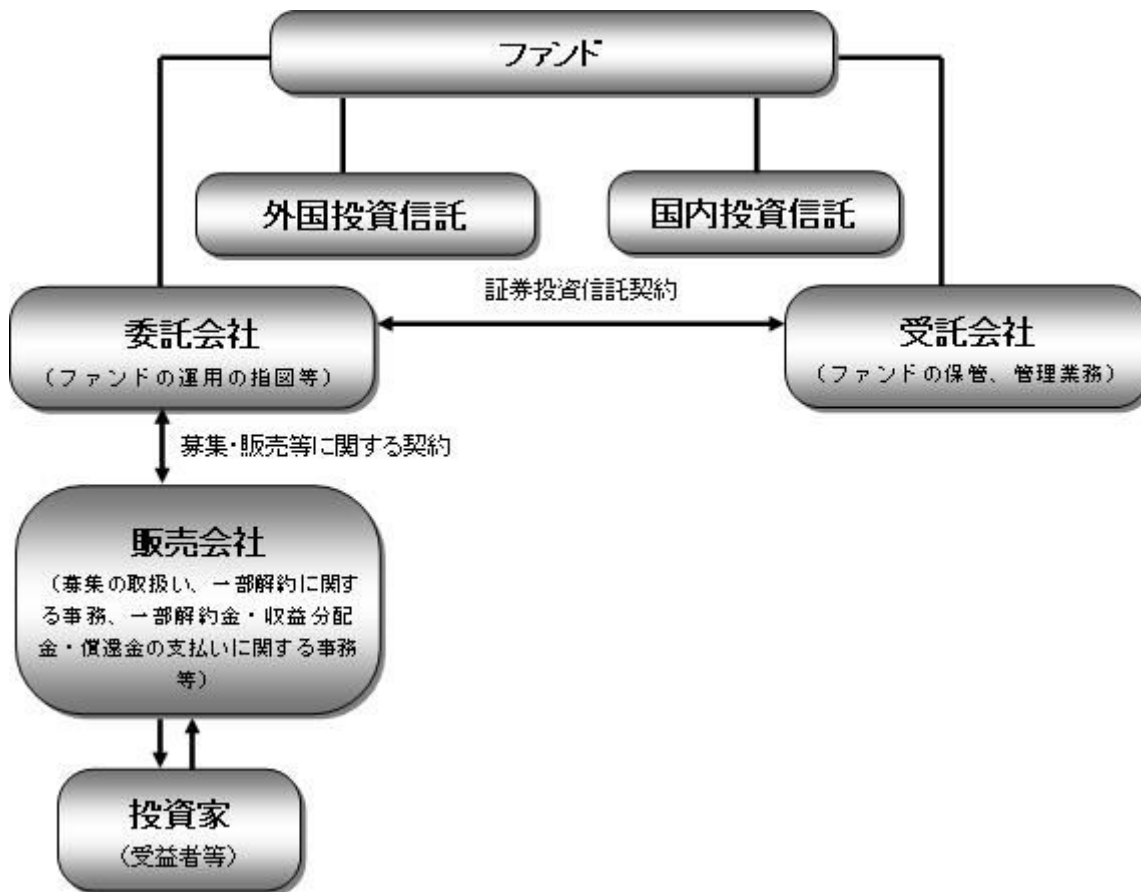 ファンド
外国投資信託
国内投資信託
証券投資信託契約
委託会社
(ファンドの運用の指図等)
受託会社
(ファンドの保管、管理業務)
募集・販売等に関する契約
販売会社
(募集の取扱い、一部解約に関す
る事務、一部解約金・収益分配
金・償還金の支払いに関する事務
等)
投資家
(受益者等)